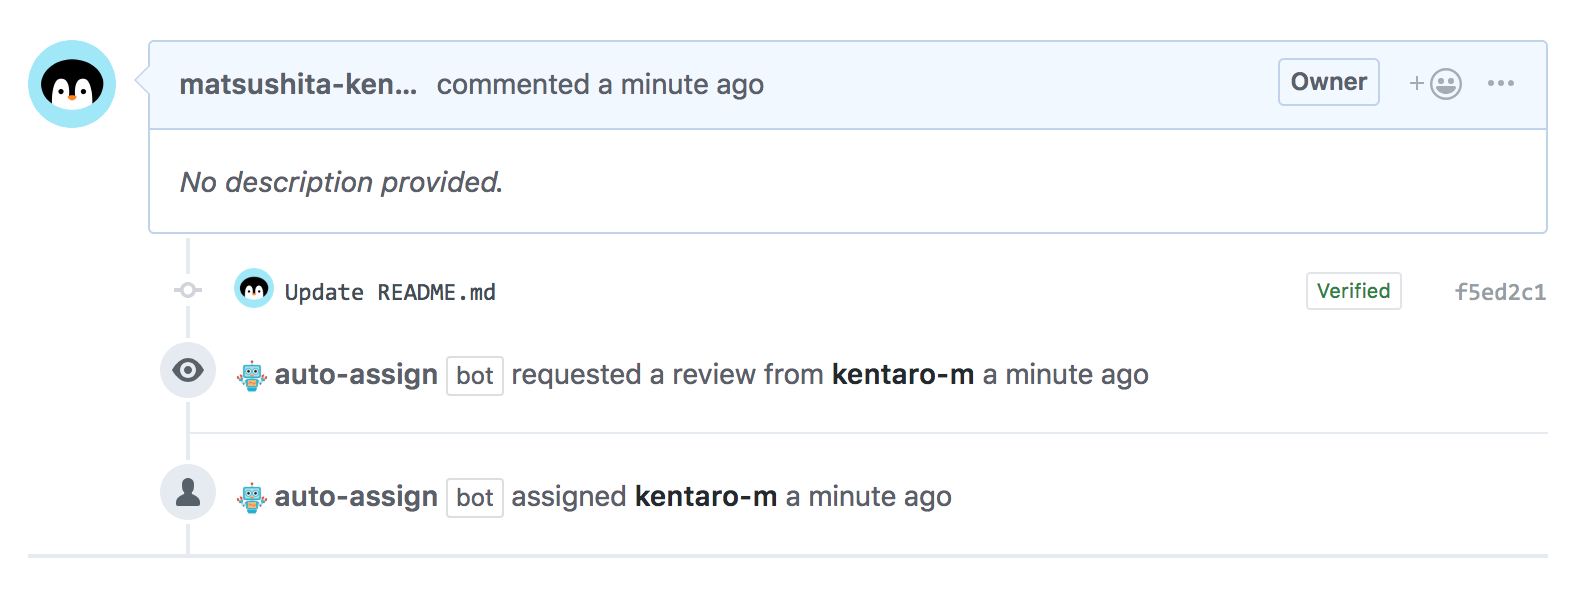 matsushita-ken... commented a minute ago Owner
No description provided.
Update README.md Verified f5ed2c1
auto-assign bot requested a review from kentaro-m a minute ago
auto-assign bot assigned kentaro-m a minute ago